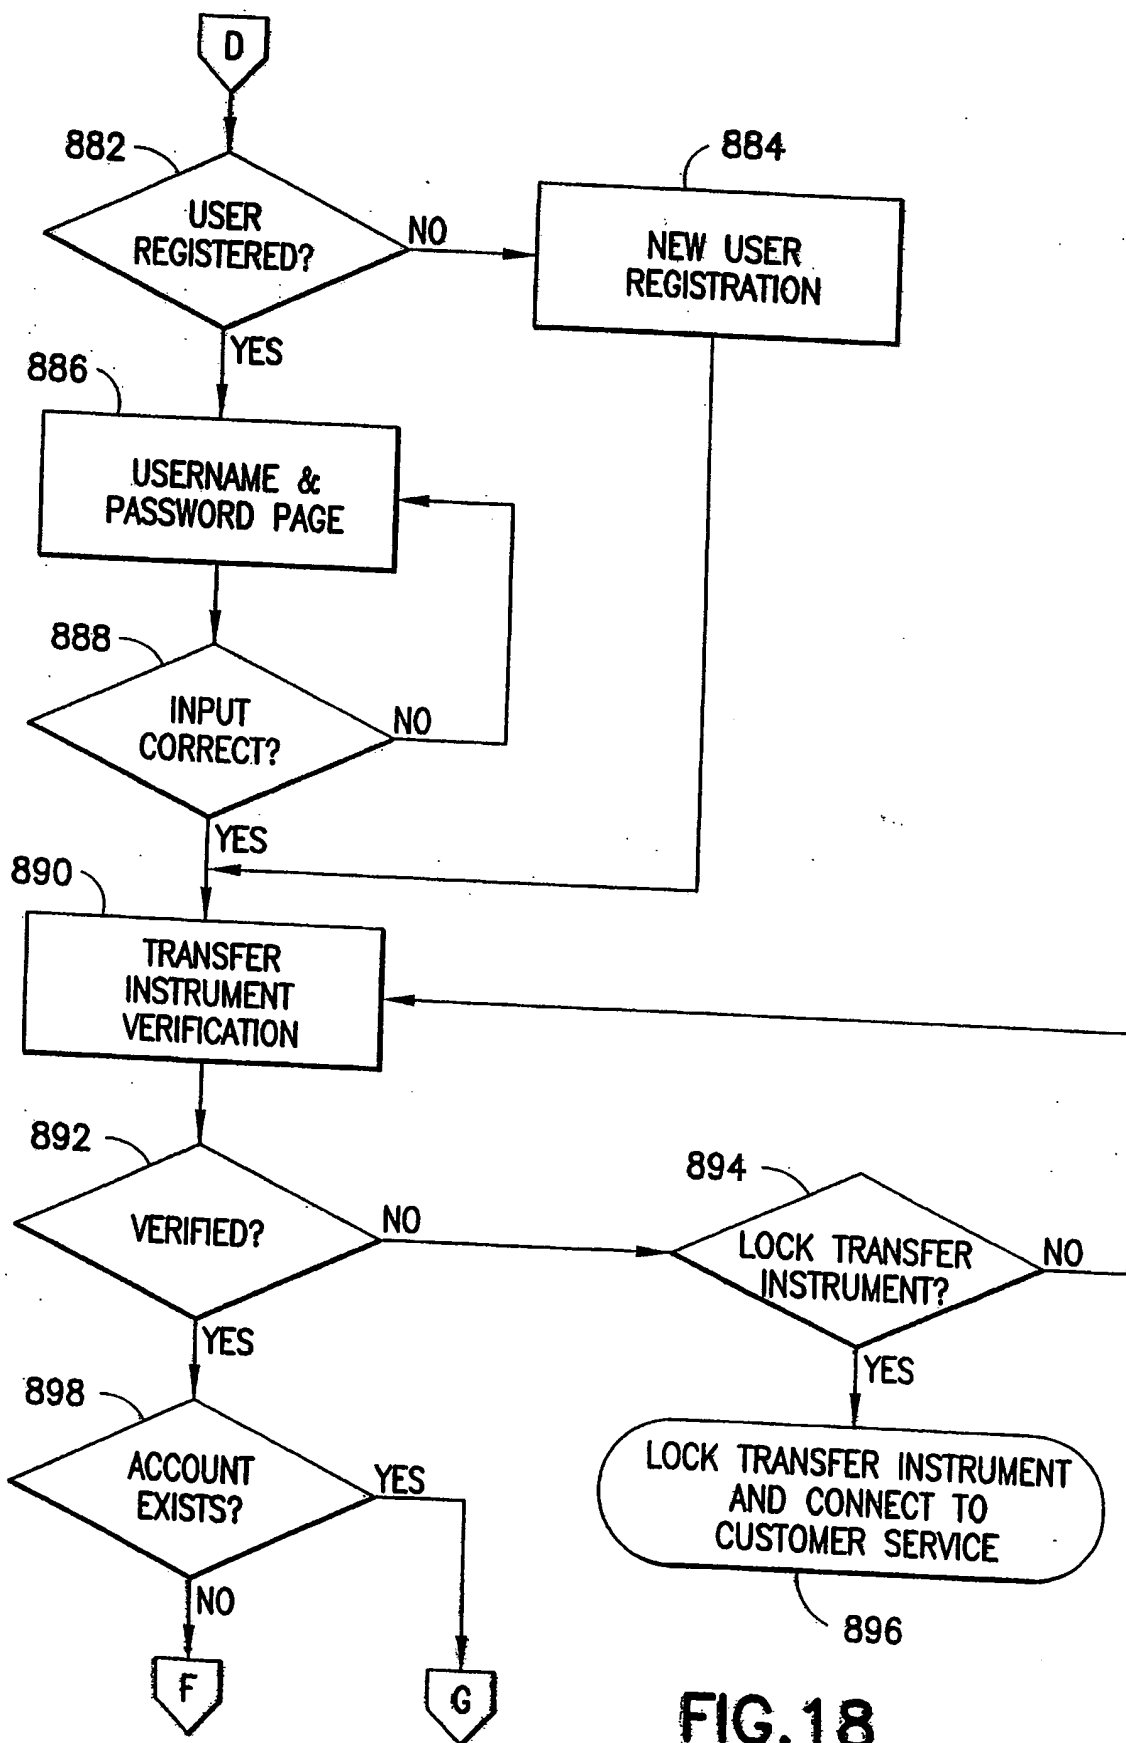 D
882
884
USER
REGISTERED?
NO
NEW USER
REGISTRATION
YES
886
USERNAME &
PASSWORD PAGE
888
INPUT
CORRECT?
NO
YES
890
TRANSFER
INSTRUMENT
VERIFICATION
892
894
VERIFIED?
NO
LOCK TRANSFER
INSTRUMENT?
NO
YES
YES
898
ACCOUNT
EXISTS?
YES
LOCK TRANSFER INSTRUMENT
AND CONNECT TO
CUSTOMER SERVICE
NO
896
F
G
FIG.18